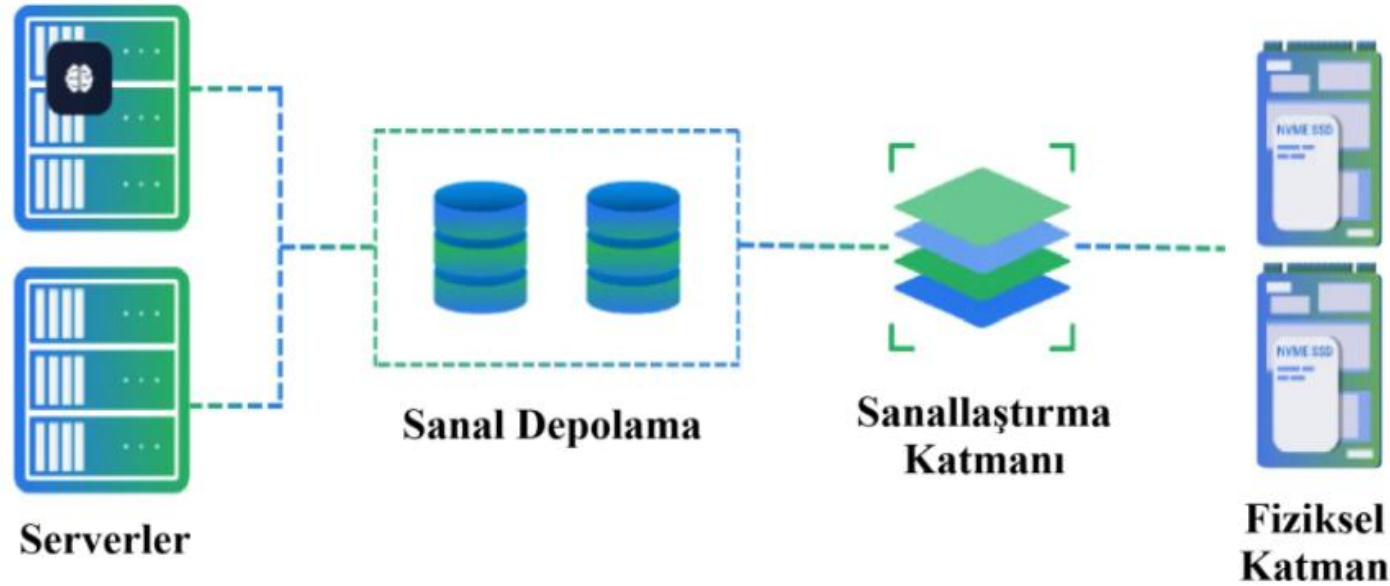 Serverler
Sanal Depolama
Sanallaştırma
Katmanı
NVME SSD
NVME SSD
Fiziksel
Katman